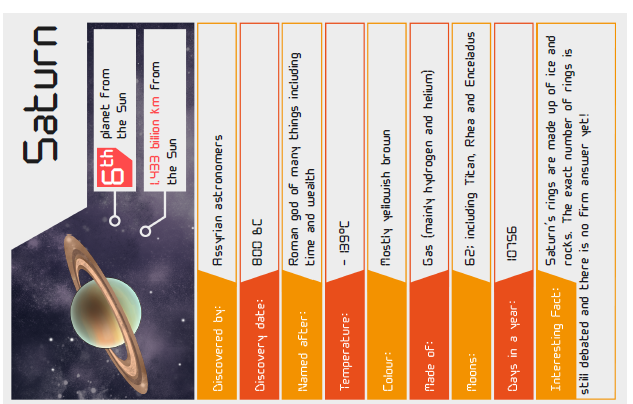 Saturn
6th planet from
the Sun
1.433 billion km from
the Sun
Discovered by: Assyrian astronomers
Discovery date: 800 BC
Named after: Roman god of many things including
time and wealth
Temperature: - 139°C
Colour: Mostly yellowish brown
Made of: Gas (mainly hydrogen and helium)
Moons: 62; including Titan, Rhea and Enceladus
Days in a year: 10756
Interesting Fact: Saturn's rings are made up of ice and
rocks. The exact number of rings is
still debated and there is no firm answer yet!